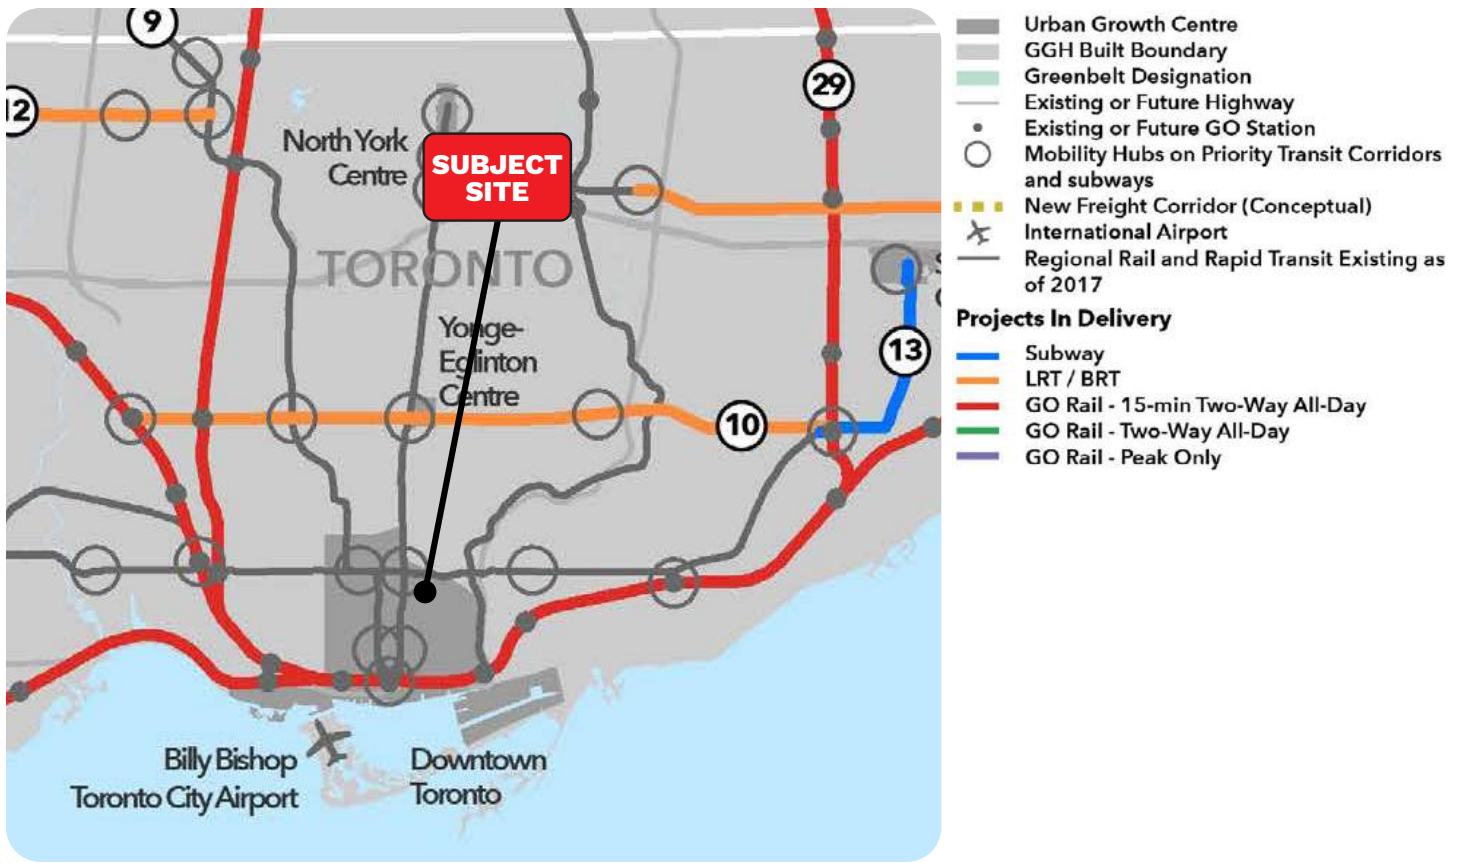 9
12
29
North York
Centre
SUBJECT
SITE
TORONTO
Yonge-
Eglinton
Centre
13
10
Billy Bishop
Toronto City Airport
Downtown
Toronto
Urban Growth Centre
GGH Built Boundary
Greenbelt Designation
Existing or Future Highway
Existing or Future GO Station
Mobility Hubs on Priority Transit Corridors
and subways
New Freight Corridor (Conceptual)
International Airport
Regional Rail and Rapid Transit Existing as
of 2017
Projects In Delivery
Subway
LRT / BRT
GO Rail - 15-min Two-Way All-Day
GO Rail - Two-Way All-Day
GO Rail - Peak Only